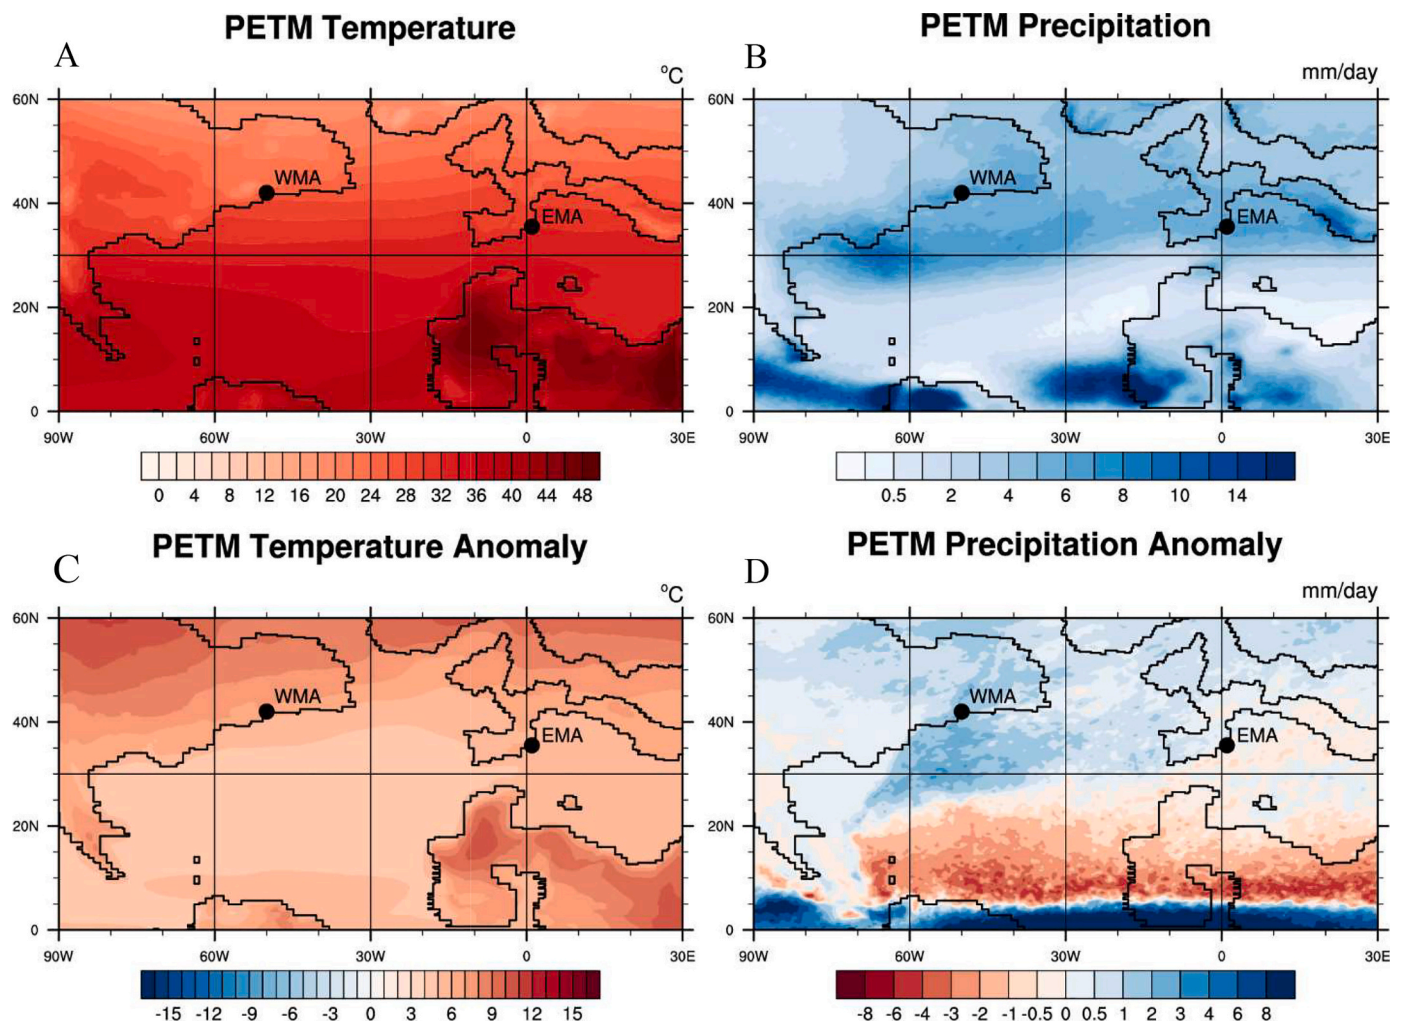 PETM Temperature
A
°C
60N
40N
20N
0
WMA
EMA
90W 60W 30W 0 30E
0 4 8 12 16 20 24 28 32 36 40 44 48
PETM Precipitation
B
mm/day
60N
40N
20N
0
WMA
EMA
90W 60W 30W 0 30E
0.5 2 4 6 8 10 14
PETM Temperature Anomaly
C
°C
60N
40N
20N
0
WMA
EMA
90W 60W 30W 0 30E
-15 -12 -9 -6 -3 0 3 6 9 12 15
PETM Precipitation Anomaly
D
mm/day
60N
40N
20N
0
WMA
EMA
90W 60W 30W 0 30E
-8 -6 -4 -3 -2 -1 -0.5 0 0.5 1 2 3 4 6 8